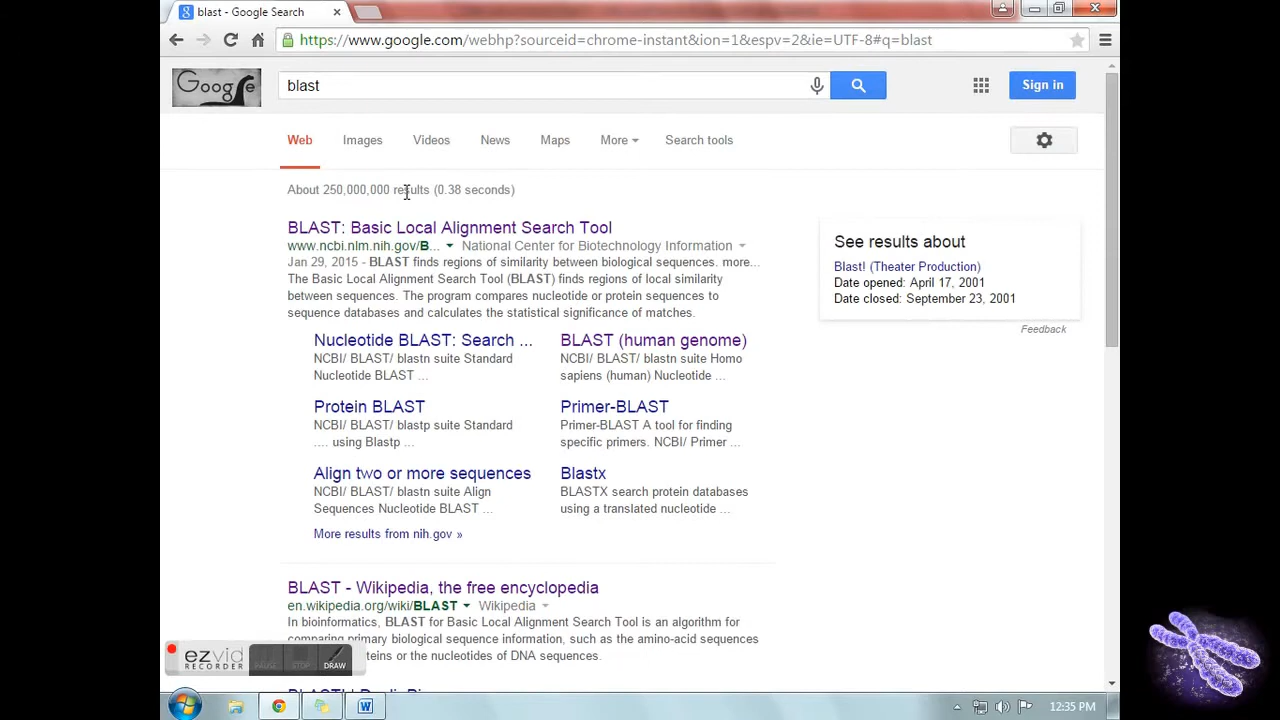 blast - Google Search
https://www.google.com/webhp?sourceid=chrome-instant&ion=1&espv=2&ie=UTF-8#q=blast
Google
blast
Sign in
Web Images Videos News Maps More Search tools
About 250,000,000 results (0.38 seconds)
BLAST: Basic Local Alignment Search Tool
www.ncbi.nlm.nih.gov/B... National Center for Biotechnology Information
Jan 29, 2015 - BLAST finds regions of similarity between biological sequences. more...
The Basic Local Alignment Search Tool (BLAST) finds regions of local similarity
between sequences. The program compares nucleotide or protein sequences to
sequence databases and calculates the statistical significance of matches.
Nucleotide BLAST: Search ...
NCBI/ BLAST/ blastn suite Standard
Nucleotide BLAST ...
BLAST (human genome)
NCBI/ BLAST/ blastn suite Homo
sapiens (human) Nucleotide ...
Protein BLAST
NCBI/ BLAST/ blastp suite Standard
.... using Blastp ...
Primer-BLAST
Primer-BLAST A tool for finding
specific primers. NCBI/ Primer ...
Align two or more sequences
NCBI/ BLAST/ blastn suite Align
Sequences Nucleotide BLAST ...
Blastx
BLASTX search protein databases
using a translated nucleotide ...
More results from nih.gov »
See results about
Blast! (Theater Production)
Date opened: April 17, 2001
Date closed: September 23, 2001
Feedback
BLAST - Wikipedia, the free encyclopedia
en.wikipedia.org/wiki/BLAST Wikipedia
In bioinformatics, BLAST for Basic Local Alignment Search Tool is an algorithm for
comparing primary biological sequence information, such as the amino-acid sequences
or the nucleotides of DNA sequences.
ezvid
RECORDER
PAUSE STOP DRAW
12:35 PM